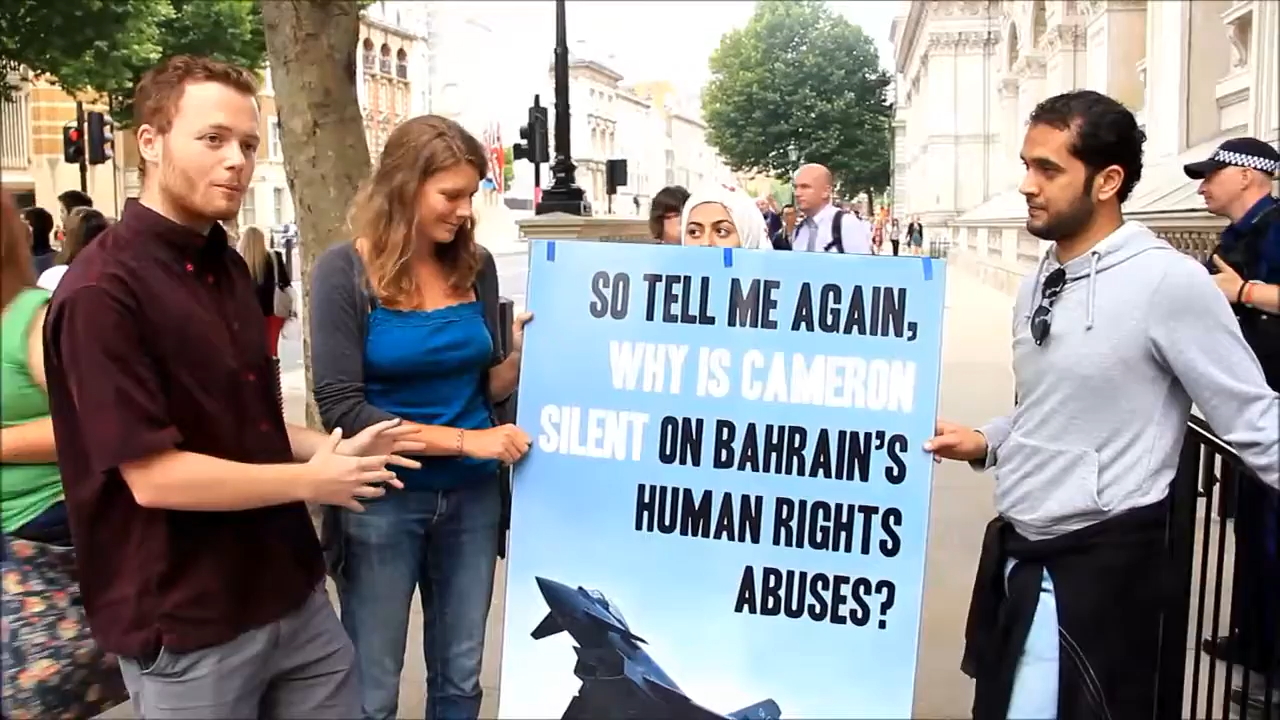 SO TELL ME AGAIN,
WHY IS CAMERON
SILENT ON BAHRAIN'S
HUMAN RIGHTS
ABUSES?